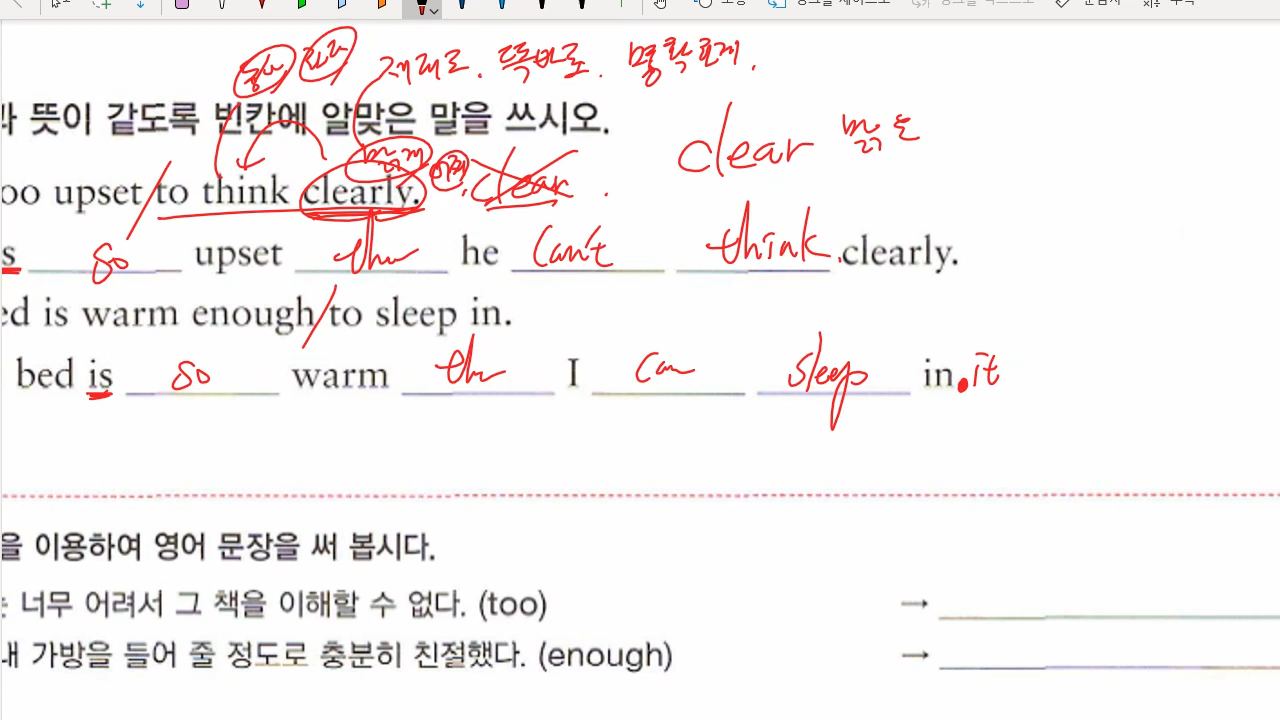 제대로. 똑바로. 명확하게.
뜻이 같도록 빈칸에 알맞은 말을 쓰시오.
clear 맑은
oo upset to think clearly. clear.
s so upset tha he can't think clearly.
ed is warm enough to sleep in.
bed is so warm tha I can sleep in. it
을 이용하여 영어 문장을 써 봅시다.
너무 어려서 그 책을 이해할 수 없다. (too) →
내 가방을 들어 줄 정도로 충분히 친절했다. (enough) →